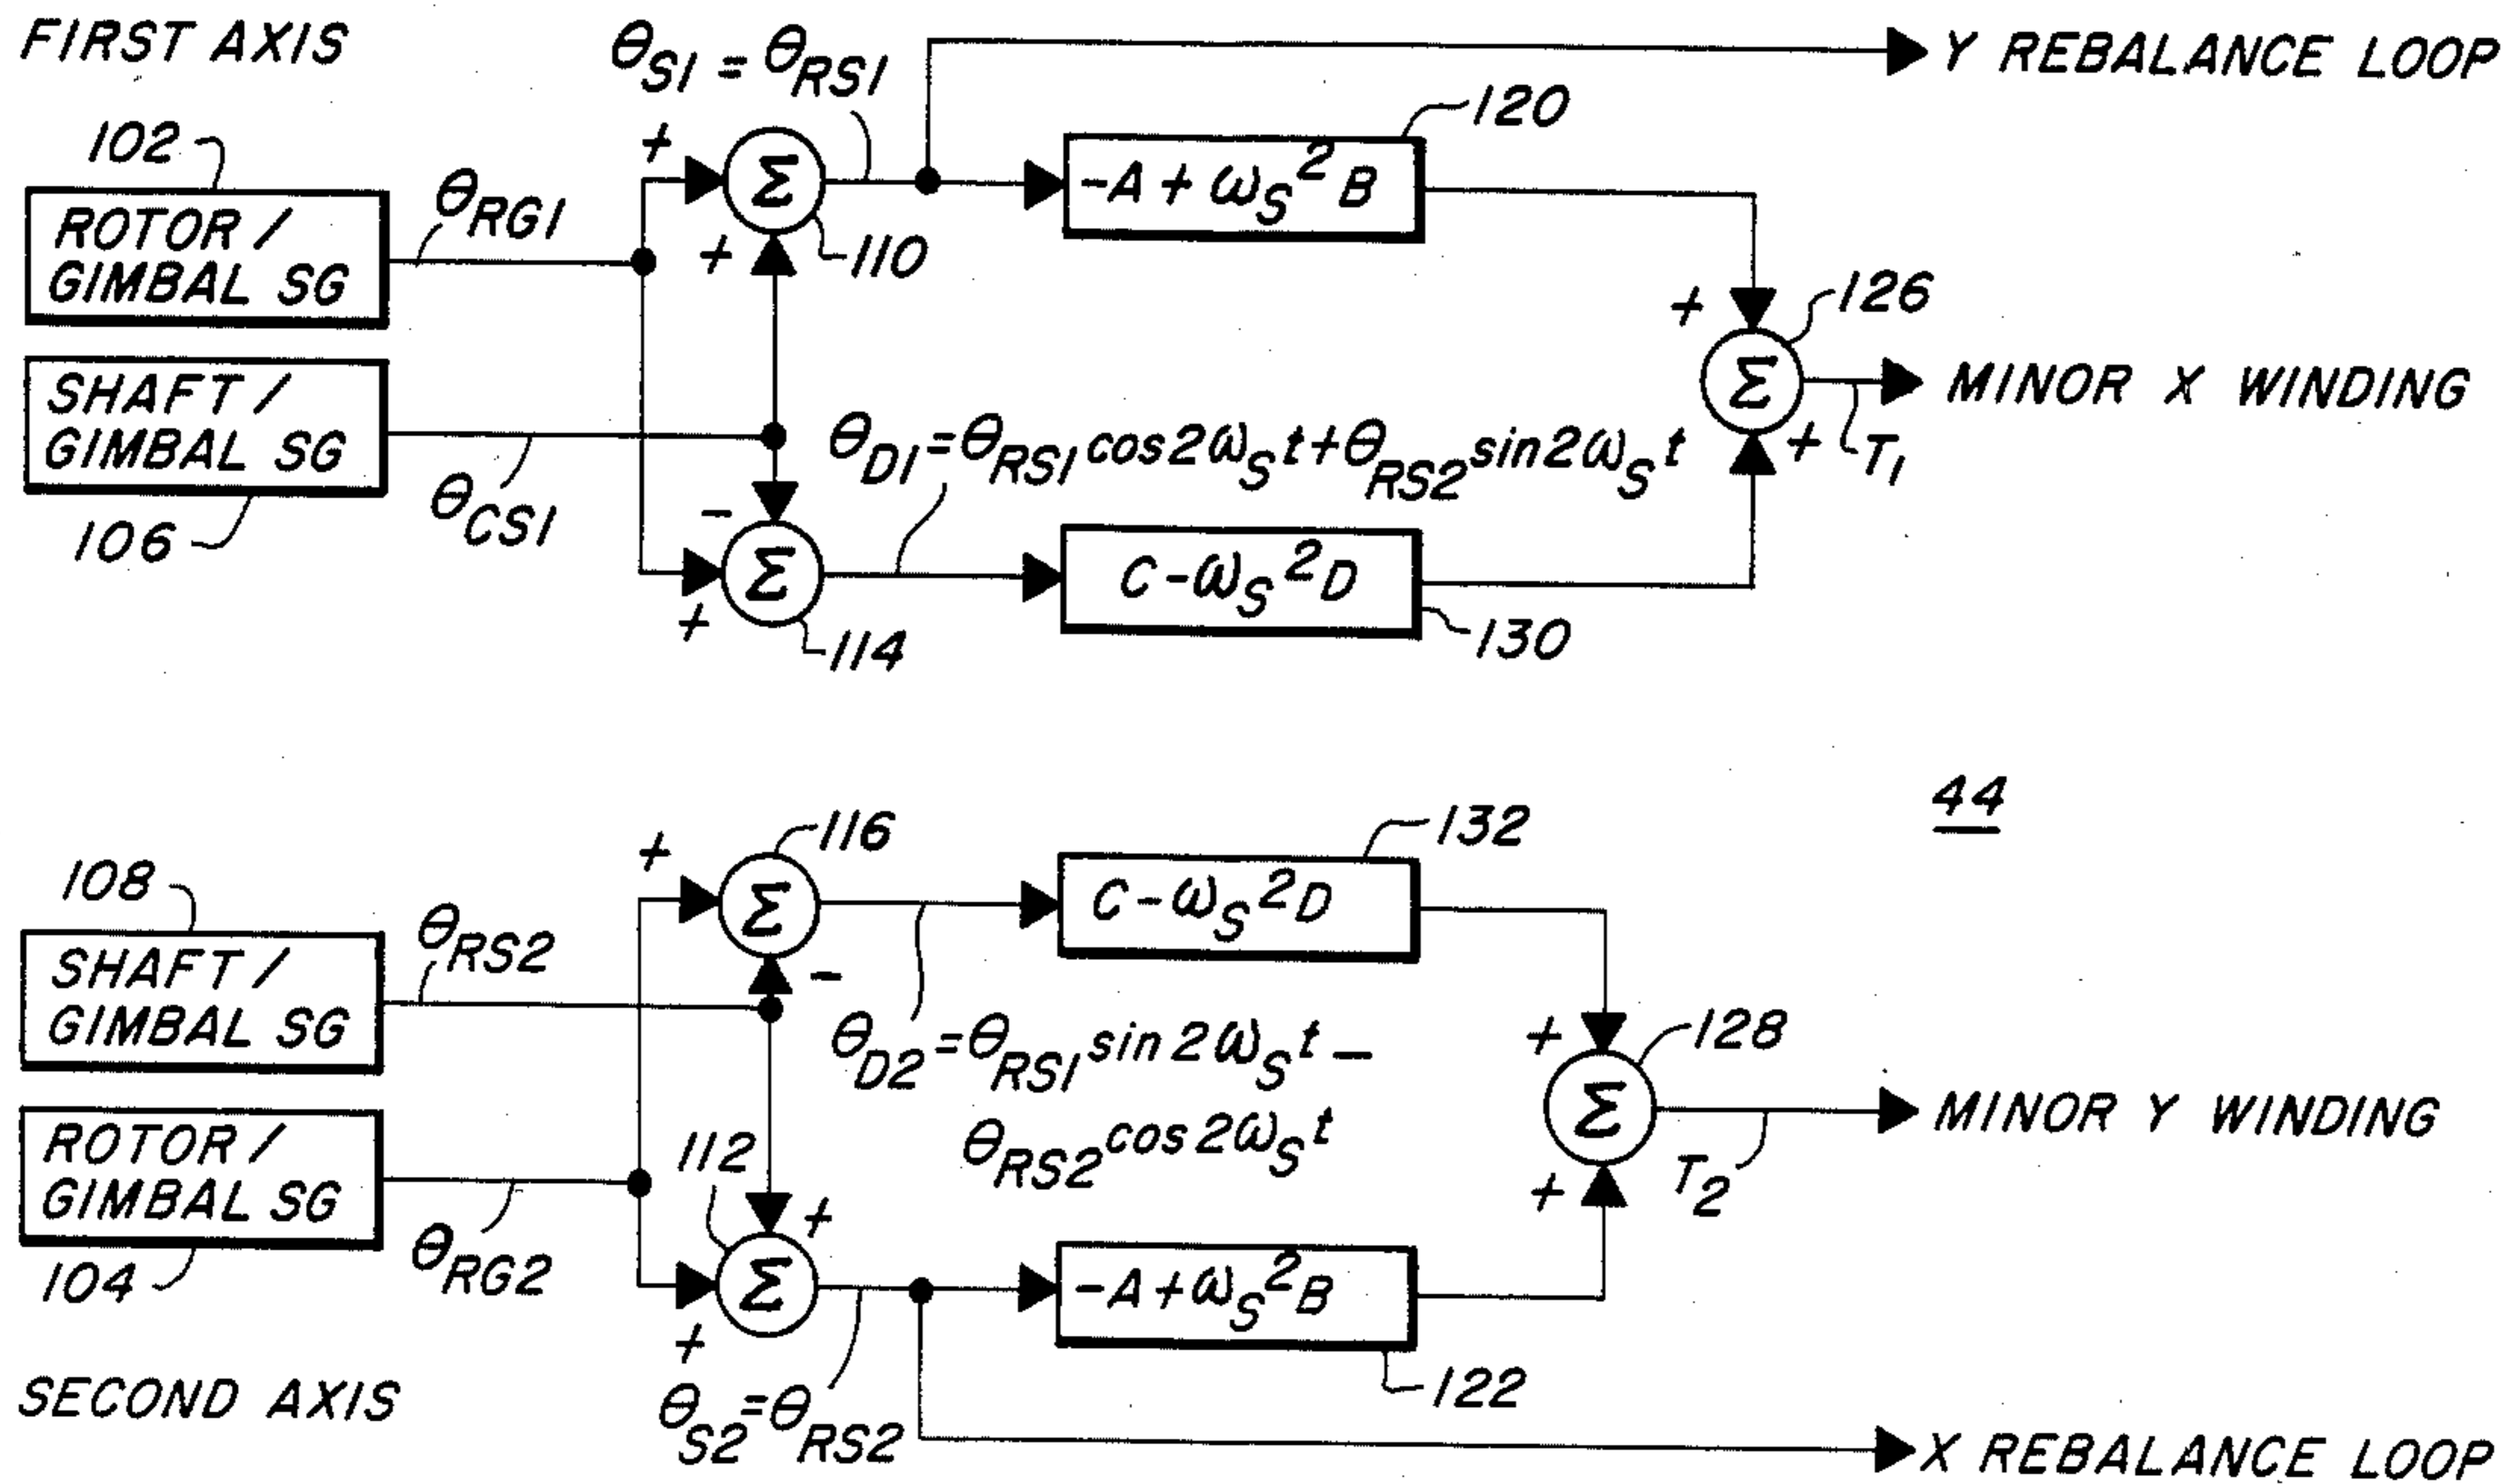 FIRST AXIS
θS1 = θRS1
Y REBALANCE LOOP
102
120
+
ROTOR /
GIMBAL SG
θRG1
Σ
-A + ωS²B
+
110
126
+
SHAFT /
GIMBAL SG
Σ
MINOR X WINDING
θD1=θRS1cos2ωSt+θRS2sin2ωSt
+
T1
θCS1
-
106
Σ
C-ωS²D
+
114
130
44
116
132
+
108
θRS2
Σ
C-ωS²D
SHAFT /
GIMBAL SG
-
θD2=θRS1sin2ωSt-
θRS2cos2ωSt
+
128
Σ
MINOR Y WINDING
ROTOR /
GIMBAL SG
112
T2
+
+
θRG2
104
Σ
-A+ωS²B
+
122
SECOND AXIS
θS2=θRS2
X REBALANCE LOOP